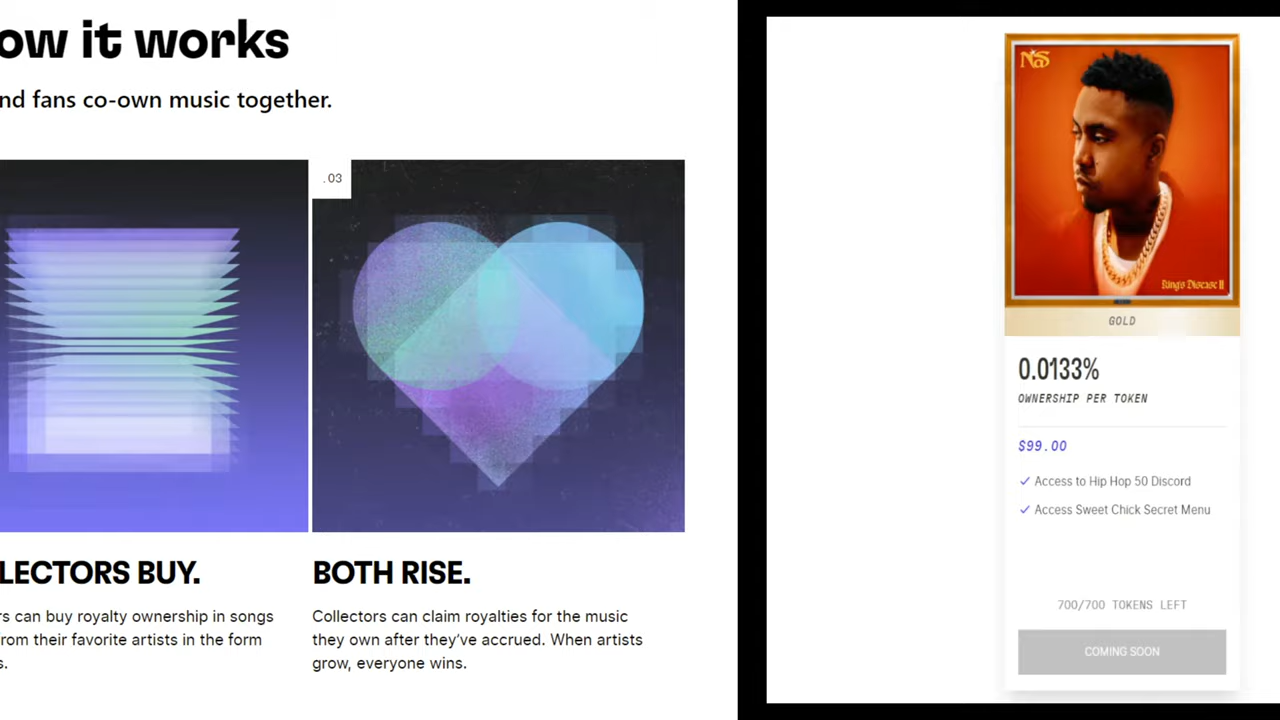 ow it works
nd fans co-own music together.
.03
LECTORS BUY.
rs can buy royalty ownership in songs
rom their favorite artists in the form
s.
BOTH RISE.
Collectors can claim royalties for the music
they own after they've accrued. When artists
grow, everyone wins.
NaS
King's Disease II
GOLD
0.0133%
OWNERSHIP PER TOKEN
$99.00
Access to Hip Hop 50 Discord
Access Sweet Chick Secret Menu
700/700 TOKENS LEFT
COMING SOON